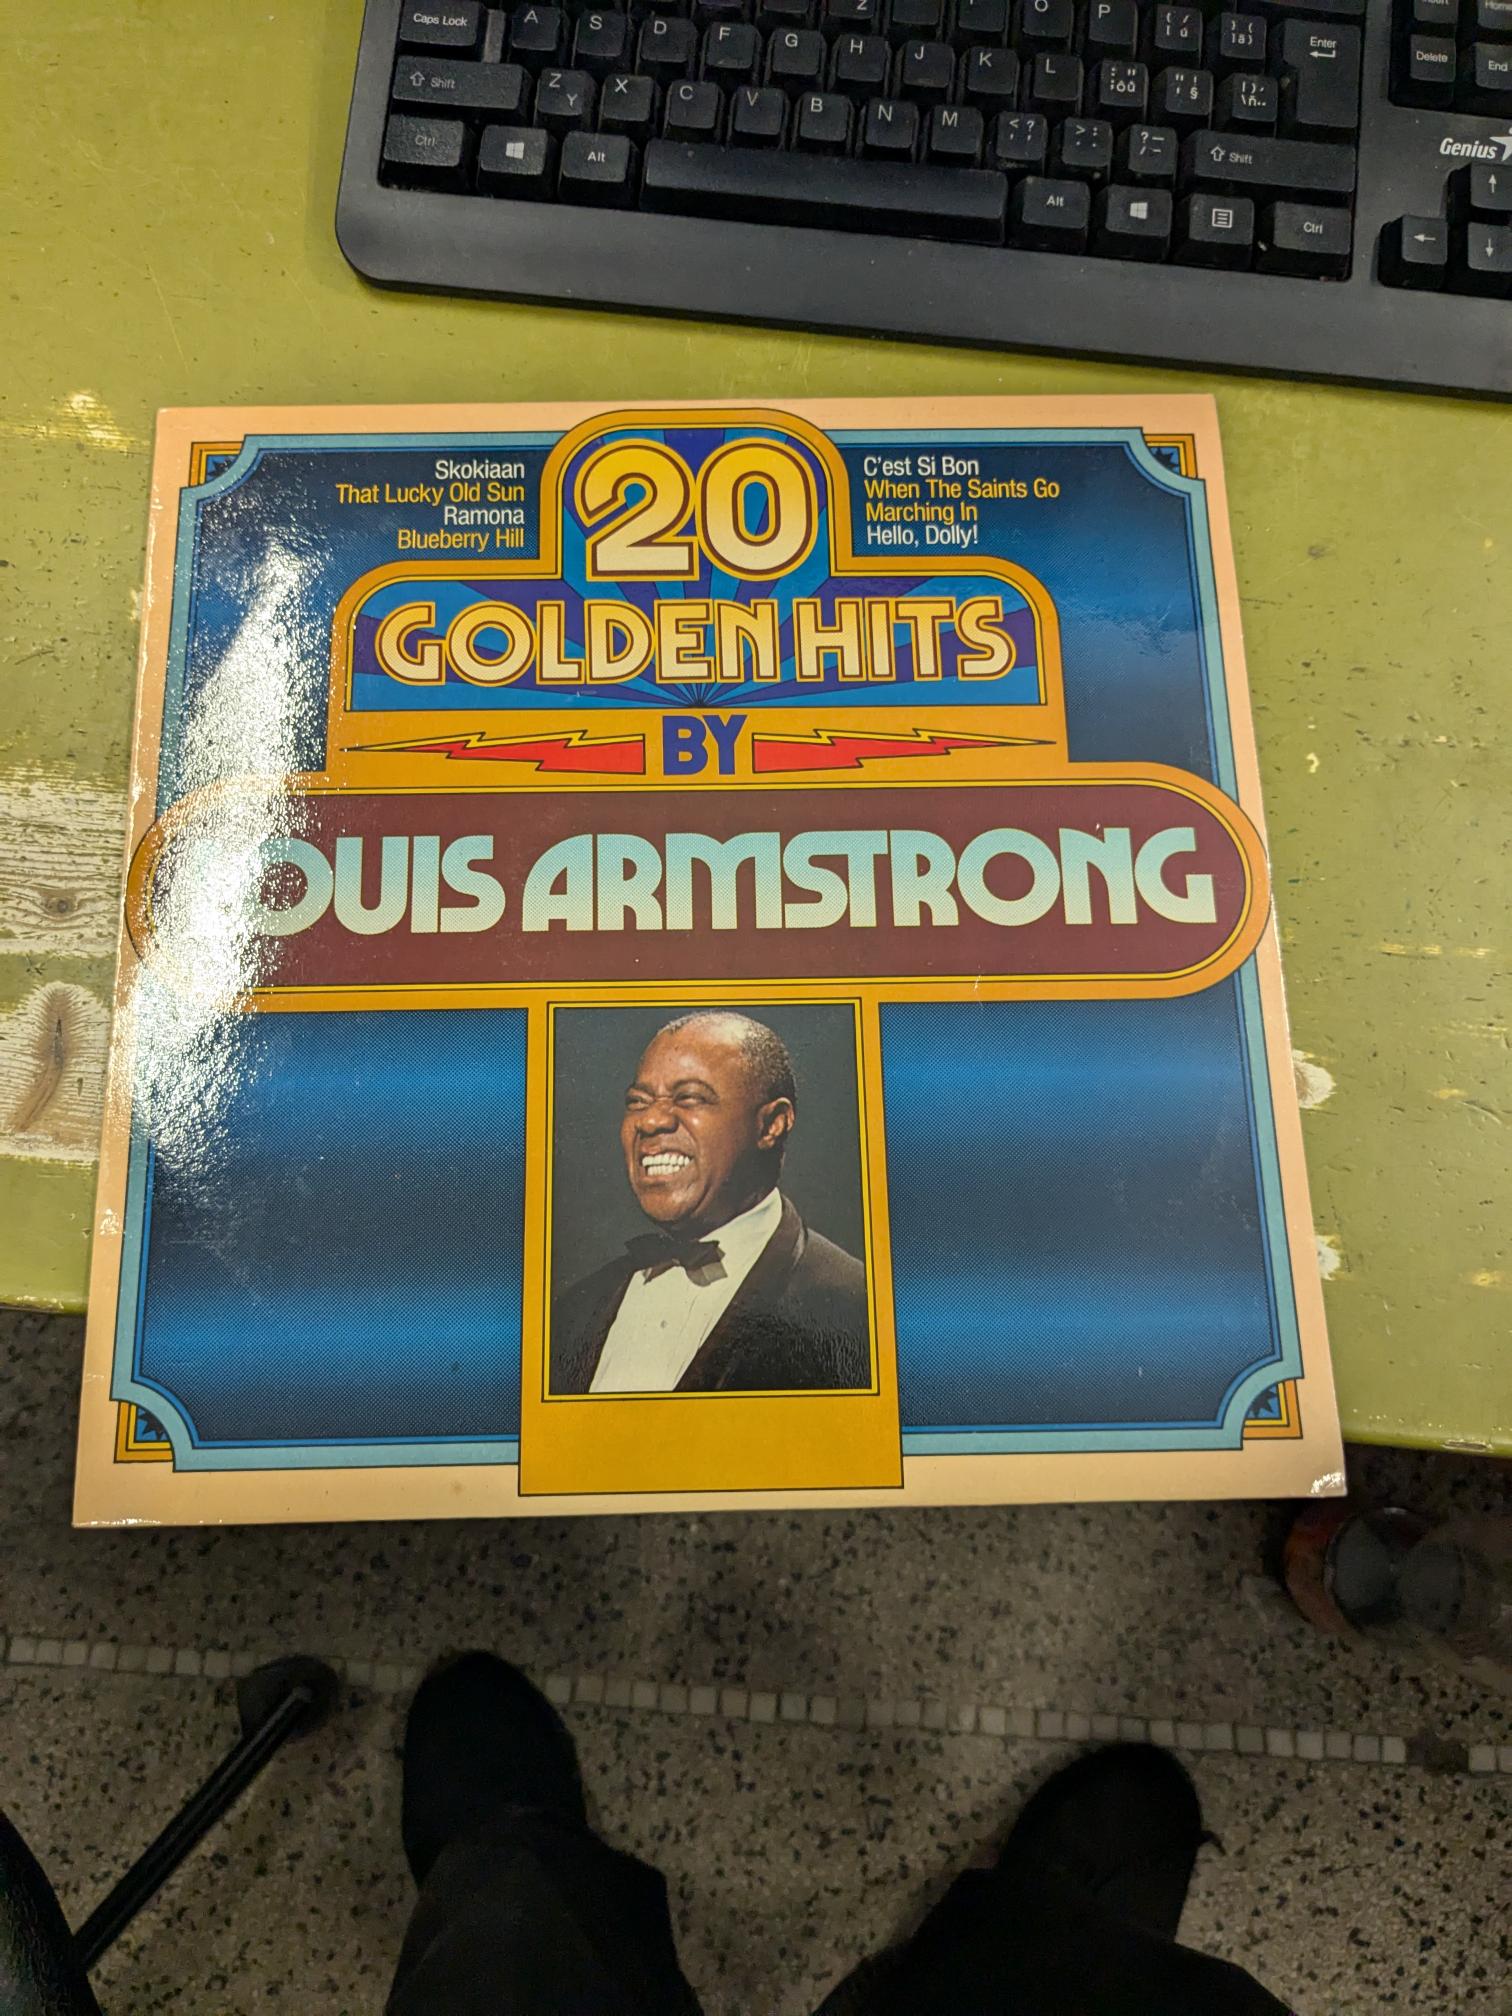 Caps Lock A S D F G H J K L Enter Delete End
Shift Z Y X C V B N M Shift
Ctrl Alt Alt Ctrl
Genius
20
GOLDEN HITS
BY
LOUIS ARMSTRONG
Skokiaan
That Lucky Old Sun
Ramona
Blueberry Hill
C'est Si Bon
When The Saints Go
Marching In
Hello, Dolly!